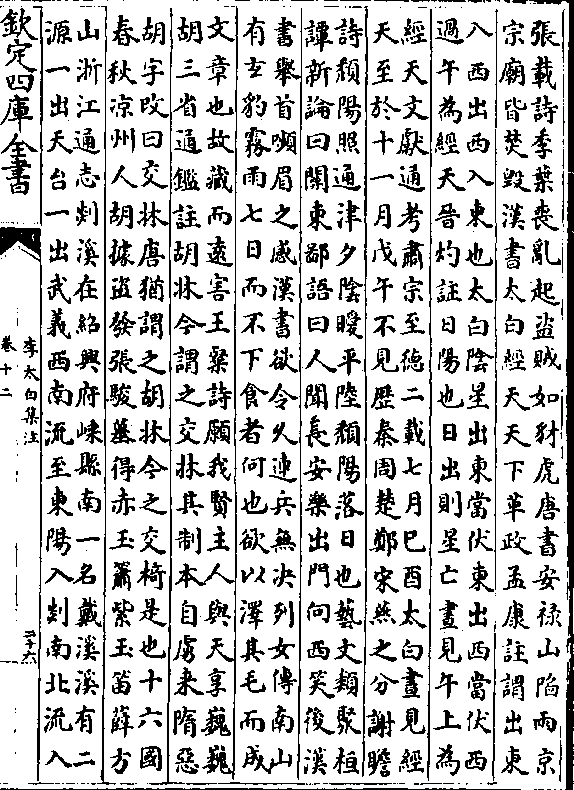 張載詩季葉喪亂起盜賊如豺虎唐書安祿山陷兩京
宗廟皆焚毀漢書太白經天天下革政孟康註謂出東
入西出西入東也太白陰星出東當伏東出西當伏西
過午為經天晉灼註日陽也日出則星亡晝見午上為
經天文獻通考肅宗至德二載七月己酉太白晝見經
天至於十一月戊午不見歷秦周楚鄭宋燕之分謝瞻
詩頹陽照通津夕陰曖平陸頹陽落日也藝文類聚桓
譚新論曰關東鄙語曰人聞長安樂出門向西笑後漢
書舉首嚬眉之感漢書欲令久連兵無決列女傳南山
有玄豹霧雨七日而不下食者何也欲以澤其毛而成
文章也故藏而遠害王粲詩願我賢主人與天享巍巍
胡三省通鑑註胡牀今謂之交牀其制本自虜來隋惡
胡字改曰交牀唐猶謂之胡牀今之交椅是也十六國
春秋涼州人胡據盜發張駿墓得赤玉簫紫玉笛薛方
山浙江通志剡溪在紹興府嵊縣南一名戴溪溪有二
源一出天台一出武義西南流至東陽入剡南北流入
欽定四庫全書
李太白集注
卷十二
三十六